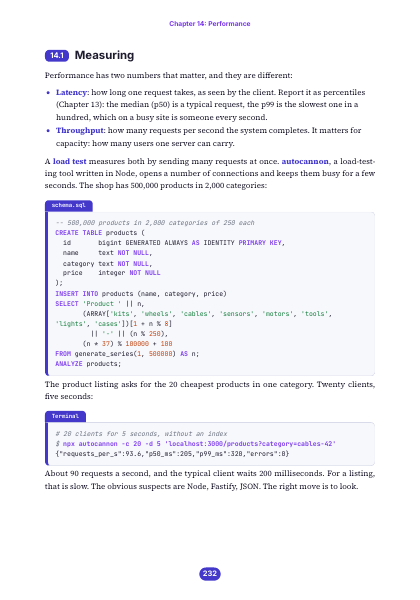 Chapter 14: Performance
14.1 Measuring
Performance has two numbers that matter, and they are different:
• Latency: how long one request takes, as seen by the client. Report it as percentiles
(Chapter 13): the median (p50) is a typical request, the p99 is the slowest one in a
hundred, which on a busy site is someone every second.
• Throughput: how many requests per second the system completes. It matters for
capacity: how many users one server can carry.
A load test measures both by sending many requests at once. autocannon, a load-test-
ing tool written in Node, opens a number of connections and keeps them busy for a few
seconds. The shop has 500,000 products in 2,000 categories:
schema.sql
-- 500,000 products in 2,000 categories of 250 each
CREATE TABLE products (
id bigint GENERATED ALWAYS AS IDENTITY PRIMARY KEY,
name text NOT NULL,
category text NOT NULL,
price integer NOT NULL
);
INSERT INTO products (name, category, price)
SELECT 'Product ' || n,
(ARRAY['kits', 'wheels', 'cables', 'sensors', 'motors', 'tools',
'lights', 'cases'])[1 + n % 8]
|| '-' || (n % 250),
(n * 37) % 100000 + 100
FROM generate_series(1, 500000) AS n;
ANALYZE products;
The product listing asks for the 20 cheapest products in one category. Twenty clients,
five seconds:
Terminal
# 20 clients for 5 seconds, without an index
$ npx autocannon -c 20 -d 5 'localhost:3000/products?category=cables-42'
{"requests_per_s":93.6,"p50_ms":205,"p99_ms":320,"errors":0}
About 90 requests a second, and the typical client waits 200 milliseconds. For a listing,
that is slow. The obvious suspects are Node, Fastify, JSON. The right move is to look.
232